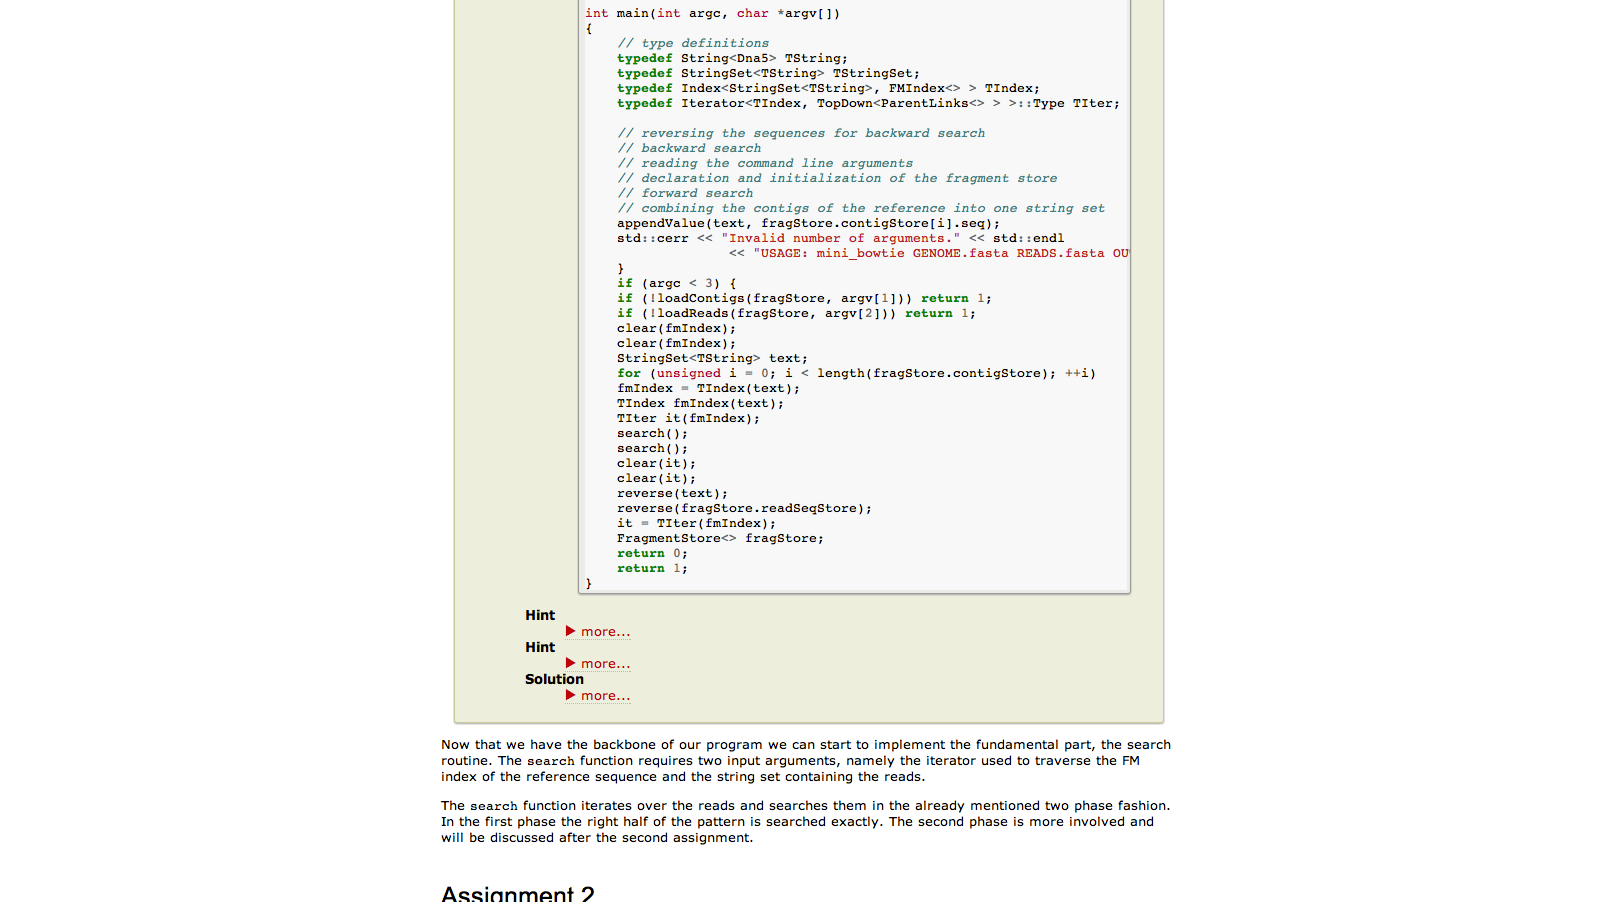 int main(int argc, char *argv[])
{
    // type definitions
    typedef String<Dna5> TString;
    typedef StringSet<TString> TStringSet;
    typedef Index<StringSet<TString>, FMIndex<> > TIndex;
    typedef Iterator<TIndex, TopDown<ParentLinks<> > >::Type TIter;
    // reversing the sequences for backward search
    // backward search
    // reading the command line arguments
    // declaration and initialization of the fragment store
    // forward search
    // combining the contigs of the reference into one string set
    appendValue(text, fragStore.contigStore[i].seq);
    std::cerr << "Invalid number of arguments." << std::endl
                  << "USAGE: mini_bowtie GENOME.fasta READS.fasta OU
    }
    if (argc < 3) {
    if (!loadContigs(fragStore, argv[1])) return 1;
    if (!loadReads(fragStore, argv[2])) return 1;
    clear(fmIndex);
    clear(fmIndex);
    StringSet<TString> text;
    for (unsigned i = 0; i < length(fragStore.contigStore); ++i)
    fmIndex = TIndex(text);
    TIndex fmIndex(text);
    TIter it(fmIndex);
    search();
    search();
    clear(it);
    clear(it);
    reverse(text);
    reverse(fragStore.readSeqStore);
    it = TIter(fmIndex);
    FragmentStore<> fragStore;
    return 0;
    return 1;
}
Hint
more...
Hint
more...
Solution
more...
Now that we have the backbone of our program we can start to implement the fundamental part, the search
routine. The search function requires two input arguments, namely the iterator used to traverse the FM
index of the reference sequence and the string set containing the reads.
The search function iterates over the reads and searches them in the already mentioned two phase fashion.
In the first phase the right half of the pattern is searched exactly. The second phase is more involved and
will be discussed after the second assignment.
Assignment 2